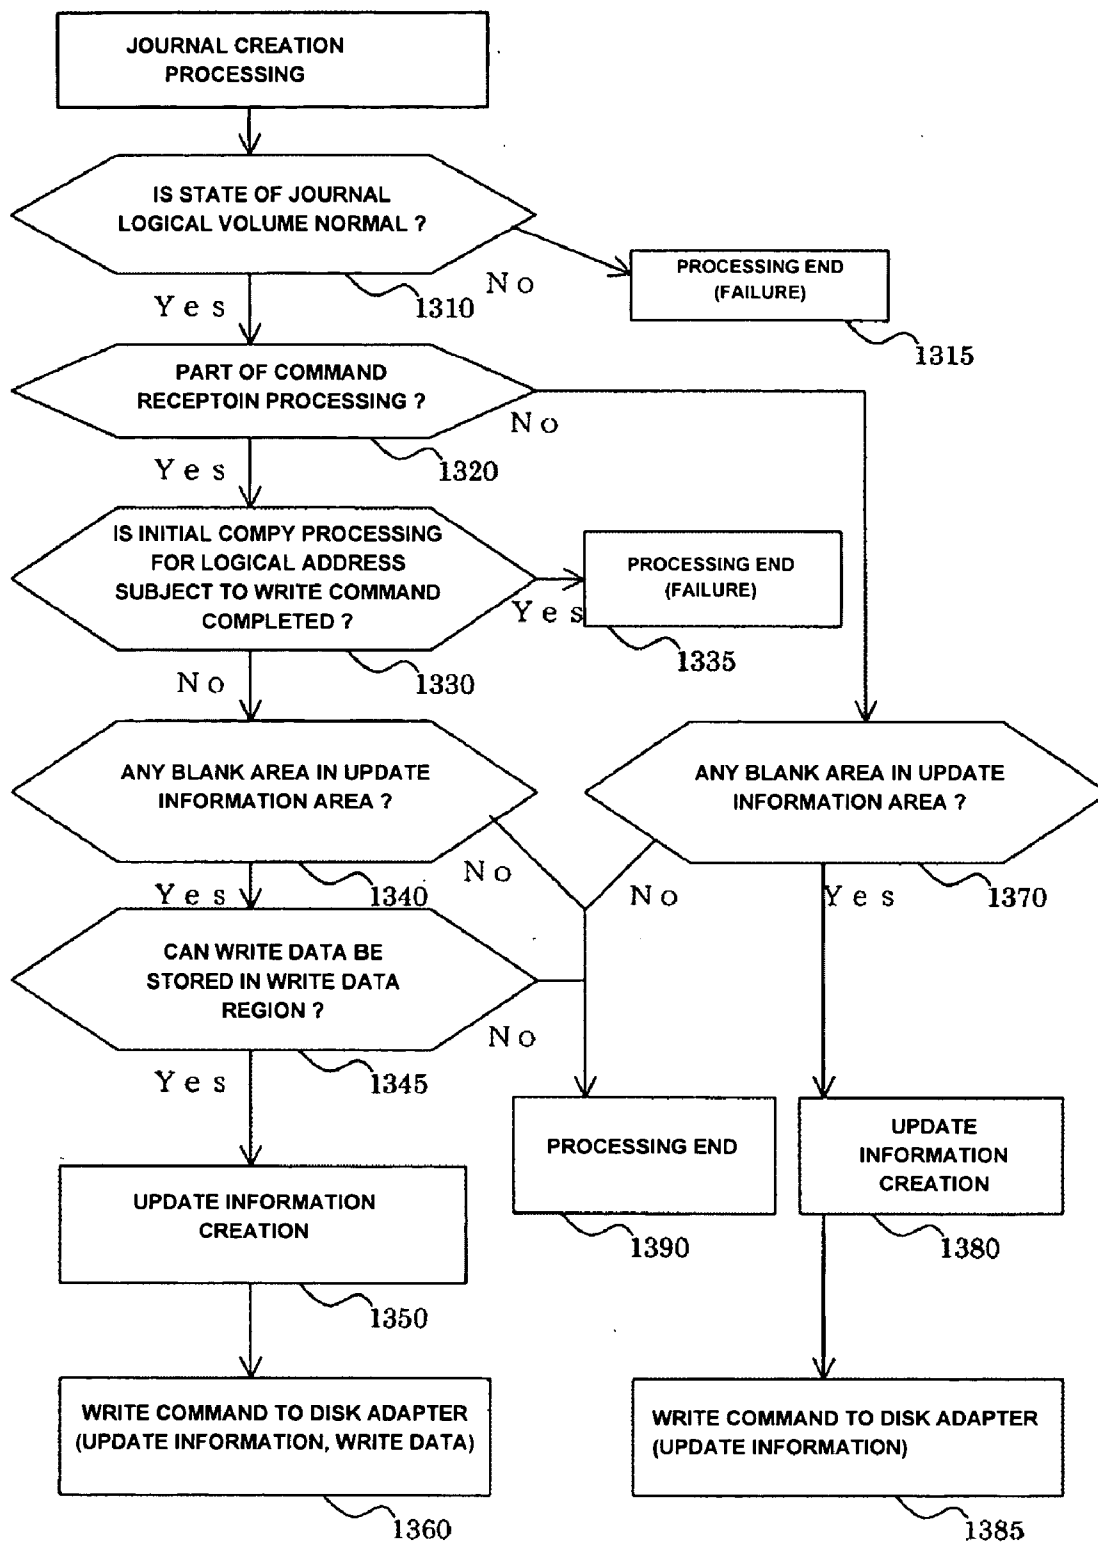 JOURNAL CREATION
PROCESSING
IS STATE OF JOURNAL
LOGICAL VOLUME NORMAL ?
No
PROCESSING END
(FAILURE)
Yes
1310
1315
PART OF COMMAND
RECEPTOIN PROCESSING ?
No
Yes
1320
IS INITIAL COMPY PROCESSING
FOR LOGICAL ADDRESS
SUBJECT TO WRITE COMMAND
COMPLETED ?
PROCESSING END
(FAILURE)
Yes
1335
No
1330
ANY BLANK AREA IN UPDATE
INFORMATION AREA ?
ANY BLANK AREA IN UPDATE
INFORMATION AREA ?
No
No
Yes
1340
Yes
1370
CAN WRITE DATA BE
STORED IN WRITE DATA
REGION ?
No
Yes
1345
PROCESSING END
UPDATE
INFORMATION
CREATION
UPDATE INFORMATION
CREATION
1390
1380
1350
WRITE COMMAND TO DISK ADAPTER
(UPDATE INFORMATION, WRITE DATA)
WRITE COMMAND TO DISK ADAPTER
(UPDATE INFORMATION)
1360
1385